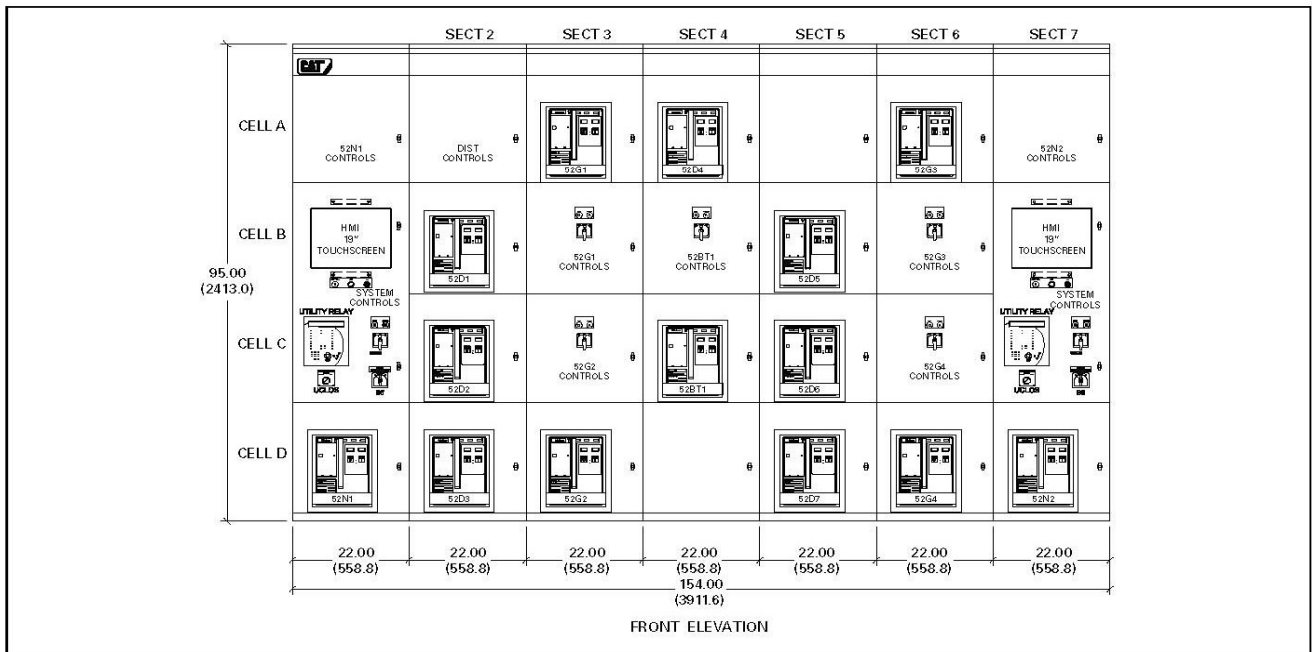 SECT 2 SECT 3 SECT 4 SECT 5 SECT 6 SECT 7
CAT
CELL A
52N1
CONTROLS
DIST
CONTROLS
52G1
52D4
52G3
52N2
CONTROLS
CELL B
HMI
19"
TOUCHSCREEN
52D1
52G1
CONTROLS
52BT1
CONTROLS
52D5
52G3
CONTROLS
HMI
19"
TOUCHSCREEN
95.00
(2413.0)
SYSTEM
CONTROLS
UTILITY RELAY
SYSTEM
CONTROLS
UTILITY RELAY
CELL C
52D2
52G2
CONTROLS
52BT1
52D6
52G4
CONTROLS
CELL D
52N1
52D3
52G2
52D7
52G4
52N2
22.00 22.00 22.00 22.00 22.00 22.00 22.00
(558.8) (558.8) (558.8) (558.8) (558.8) (558.8) (558.8)
154.00
(3911.6)
FRONT ELEVATION